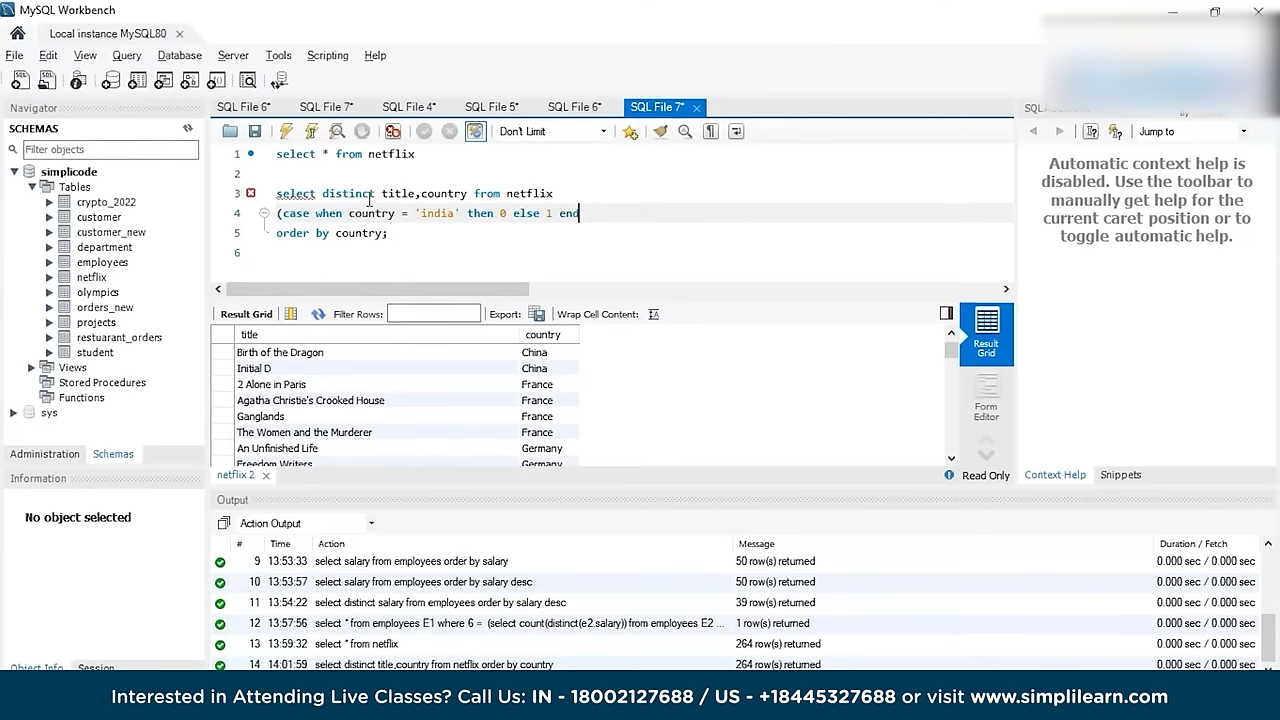 MySQL Workbench
Local instance MySQL80
File Edit View Query Database Server Tools Scripting Help
Navigator
SCHEMAS
Filter objects
simplicode
Tables
crypto_2022
customer
customer_new
department
employees
netflix
olympics
orders_new
projects
restuarant_orders
student
Views
Stored Procedures
Functions
sys
Administration Schemas
Information
No object selected
Object Info Session
SQL File 6* SQL File 7* SQL File 4* SQL File 5* SQL File 6* SQL File 7*
Don't Limit
1 select * from netflix
2
3 select distinct title,country from netflix
4 (case when country = 'india' then 0 else 1 end
5 order by country;
6
Result Grid Filter Rows: Export: Wrap Cell Content:
title country
Birth of the Dragon China
Initial D China
2 Alone in Paris France
Agatha Christie's Crooked House France
Ganglands France
The Women and the Murderer France
An Unfinished Life Germany
Freedom Writers Germany
Result Grid
Form Editor
netflix 2
Read Only
Jump to
Automatic context help is
disabled. Use the toolbar to
manually get help for the
current caret position or to
toggle automatic help.
Context Help Snippets
Output
Action Output
# Time Action Message Duration / Fetch
9 13:53:33 select salary from employees order by salary 50 row(s) returned 0.000 sec / 0.000 sec
10 13:53:57 select salary from employees order by salary desc 50 row(s) returned 0.000 sec / 0.000 sec
11 13:54:22 select distinct salary from employees order by salary desc 39 row(s) returned 0.000 sec / 0.000 sec
12 13:57:56 select * from employees E1 where 6 = (select count(distinct(e2.salary)) from employees E2 ... 1 row(s) returned 0.000 sec / 0.000 sec
13 13:59:32 select * from netflix 264 row(s) returned 0.000 sec / 0.000 sec
14 14:01:59 select distinct title,country from netflix order by country 264 row(s) returned 0.000 sec / 0.000 sec
Interested in Attending Live Classes? Call Us: IN - 18002127688 / US - +18445327688 or visit www.simplilearn.com